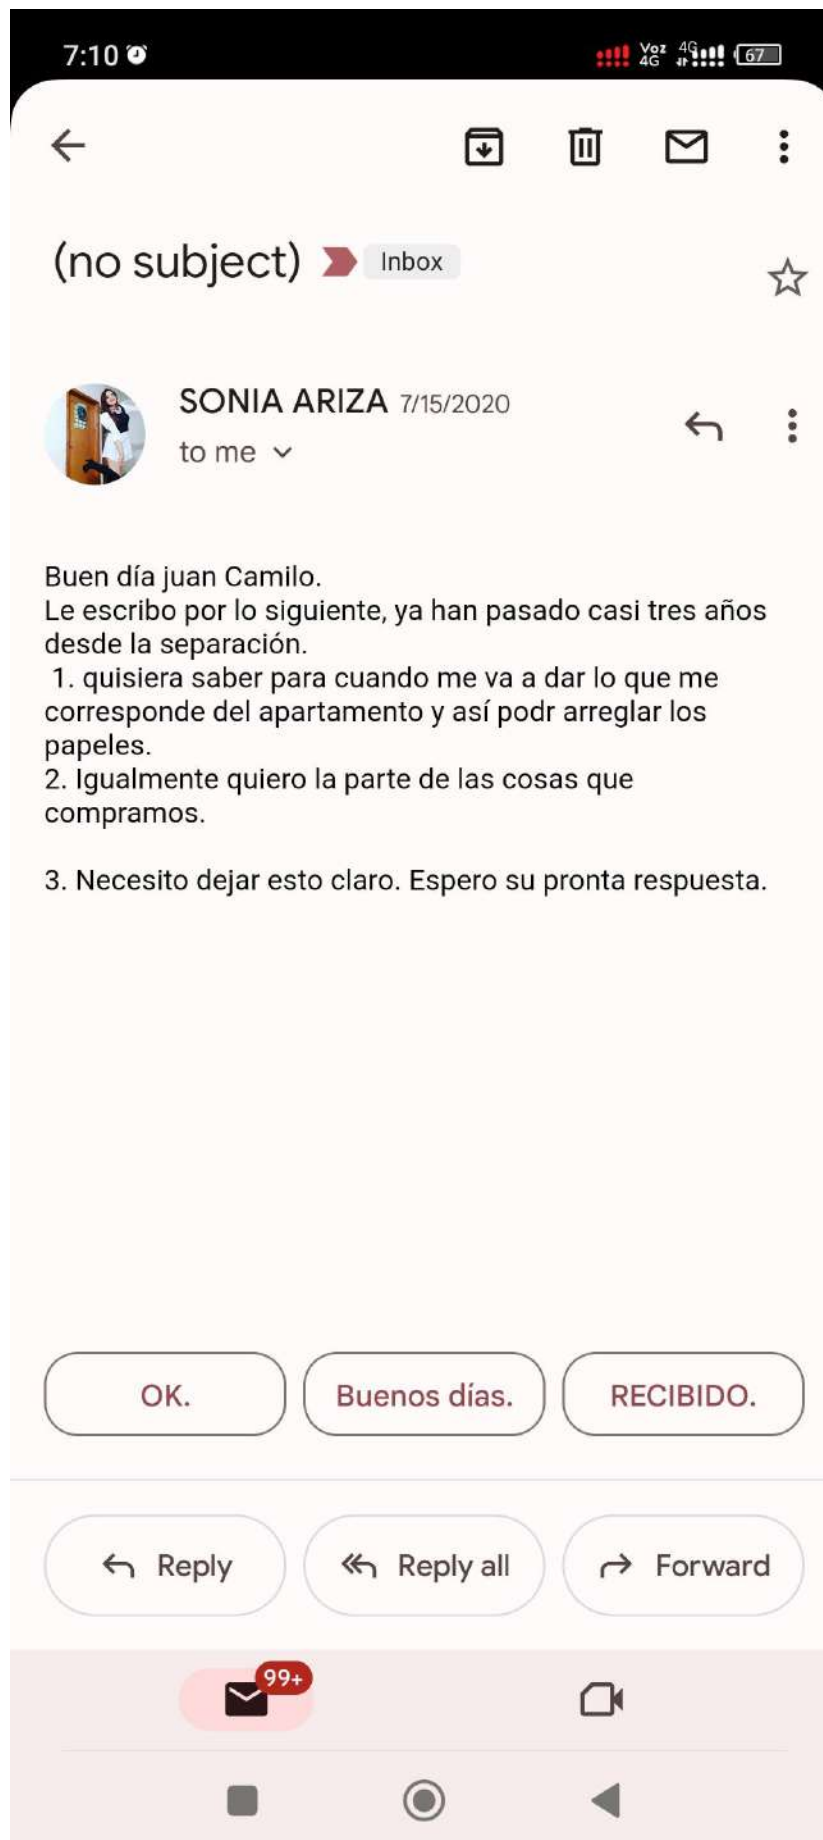 7:10
Voz
4G
4G
67
(no subject)
Inbox
SONIA ARIZA 7/15/2020
to me
Buen día juan Camilo.
Le escribo por lo siguiente, ya han pasado casi tres años
desde la separación.
1. quisiera saber para cuando me va a dar lo que me
corresponde del apartamento y así podr arreglar los
papeles.
2. Igualmente quiero la parte de las cosas que
compramos.
3. Necesito dejar esto claro. Espero su pronta respuesta.
OK.
Buenos días.
RECIBIDO.
Reply
Reply all
Forward
99+